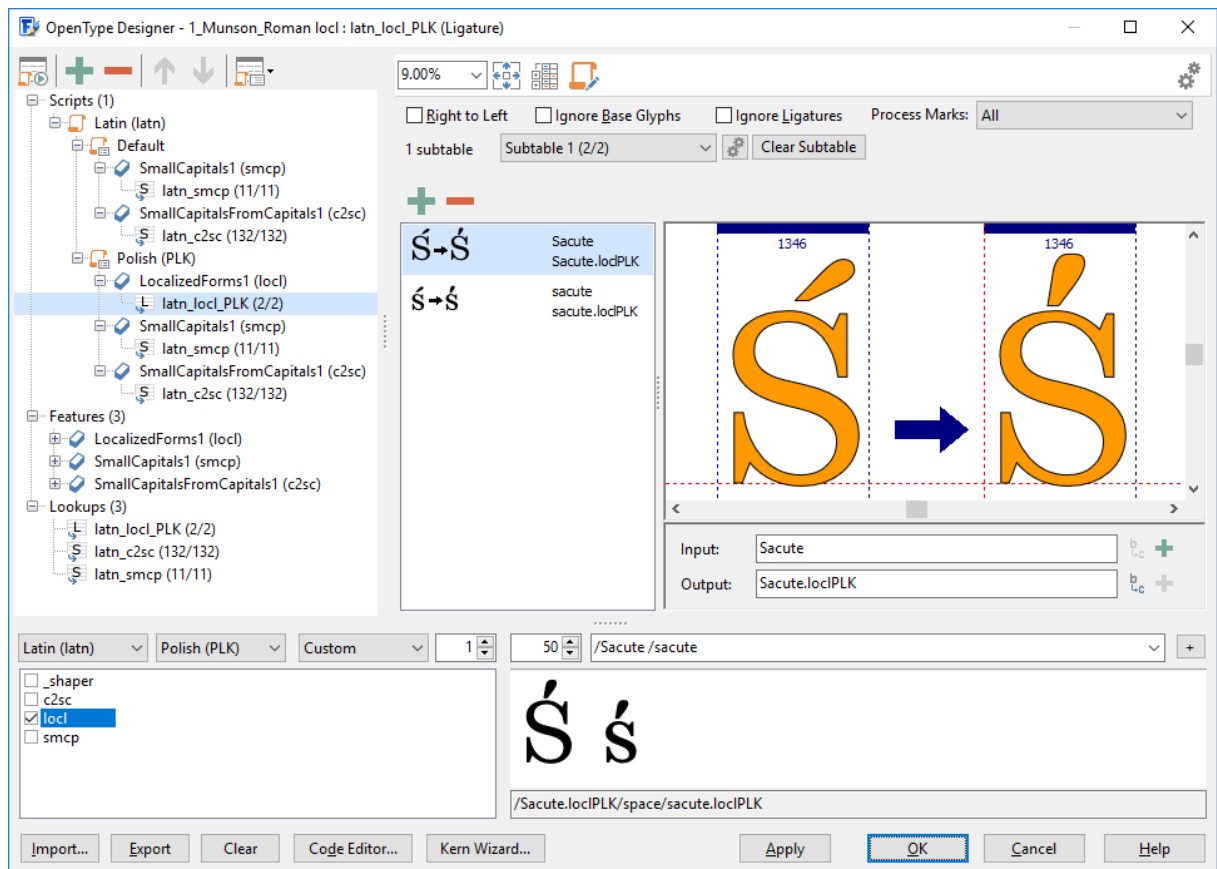 OpenType Designer - 1_Munson_Roman locl : latn_locl_PLK (Ligature)
9.00%
Scripts (1)
Latin (latn)
Default
SmallCapitals1 (smcp)
latn_smcp (11/11)
SmallCapitalsFromCapitals1 (c2sc)
latn_c2sc (132/132)
Polish (PLK)
LocalizedForms1 (locl)
latn_locl_PLK (2/2)
SmallCapitals1 (smcp)
latn_smcp (11/11)
SmallCapitalsFromCapitals1 (c2sc)
latn_c2sc (132/132)
Features (3)
LocalizedForms1 (locl)
SmallCapitals1 (smcp)
SmallCapitalsFromCapitals1 (c2sc)
Lookups (3)
latn_locl_PLK (2/2)
latn_c2sc (132/132)
latn_smcp (11/11)
Right to Left Ignore Base Glyphs Ignore Ligatures Process Marks: All
1 subtable Subtable 1 (2/2) Clear Subtable
Ś→Ś Sacute
Sacute.loclPLK
ś→ś sacute
sacute.loclPLK
1346 1346
Ś Ś
Input: Sacute
Output: Sacute.loclPLK
Latin (latn) Polish (PLK) Custom 1 50 /Sacute /sacute +
_shaper
c2sc
locl
smcp
Ś ś
/Sacute.loclPLK/space/sacute.loclPLK
Import... Export Clear Code Editor... Kern Wizard... Apply OK Cancel Help